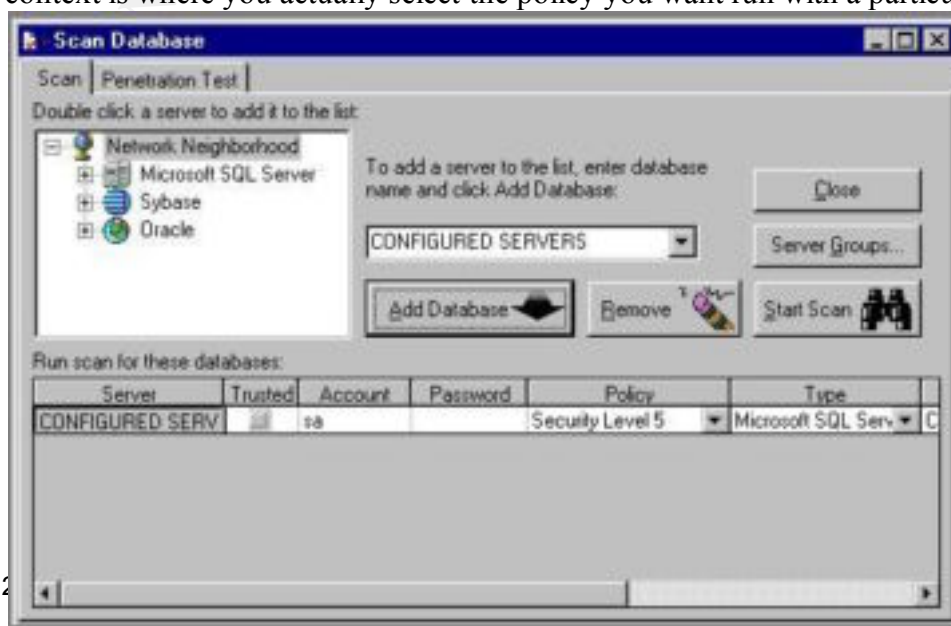 context is where you actually select the policy you want run with a
Scan Database
Scan Penetration Test
Double click a server to add it to the list:
Network Neighborhood
Microsoft SQL Server
Sybase
Oracle
To add a server to the list, enter database
name and click Add Database:
CONFIGURED SERVERS
Close
Server Groups...
Add Database
Remove
Start Scan
Run scan for these databases:
Server Trusted Account Password Policy Type
CONFIGURED SERV sa Security Level 5 Microsoft SQL Serv C